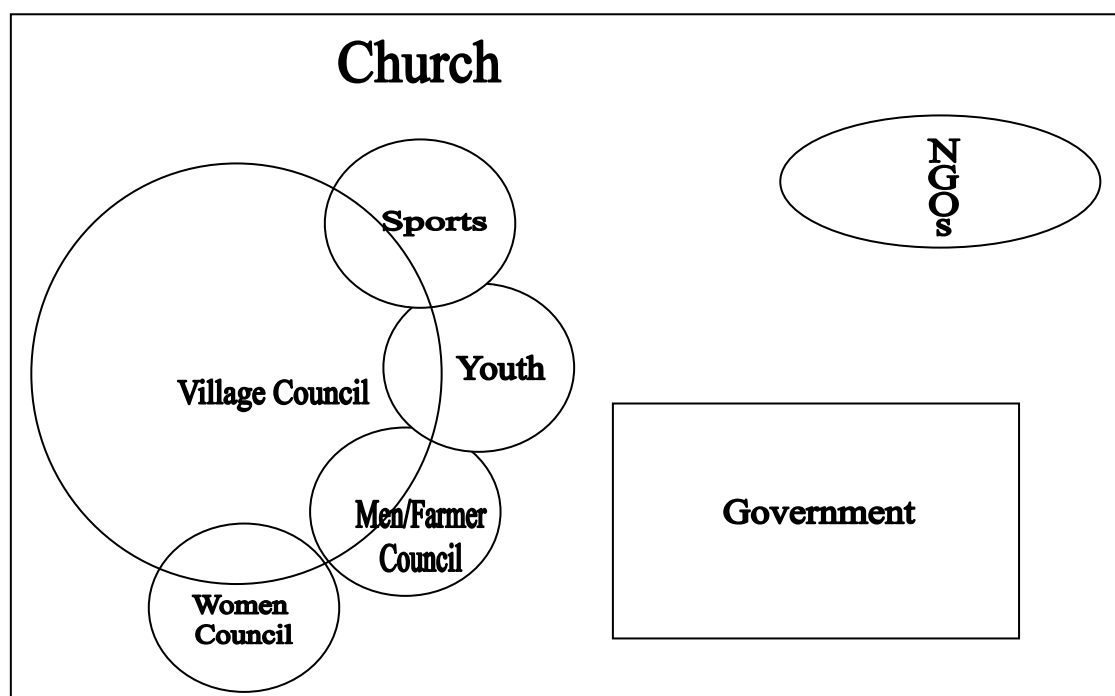 Church
NGOs
Sports
Youth
Village Council
Government
Men/Farmer
Council
Women
Council